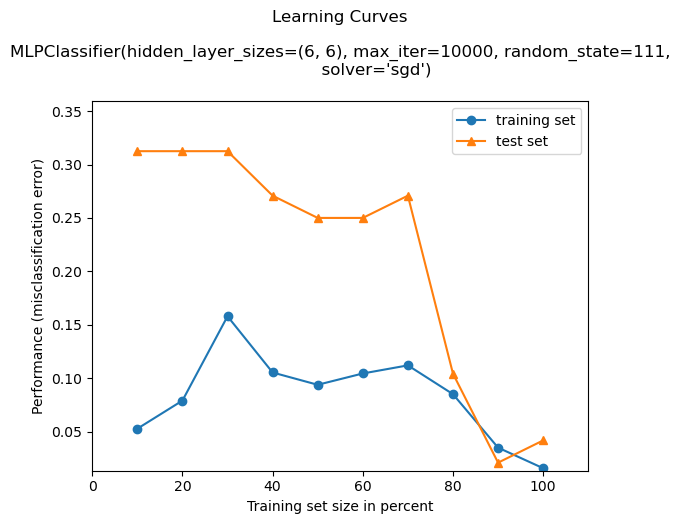 Learning Curves
MLPClassifier(hidden_layer_sizes=(6, 6), max_iter=10000, random_state=111,
solver='sgd')
training set
test set
0.35
0.30
0.25
0.20
0.15
0.10
0.05
Performance (misclassification error)
0 20 40 60 80 100
Training set size in percent